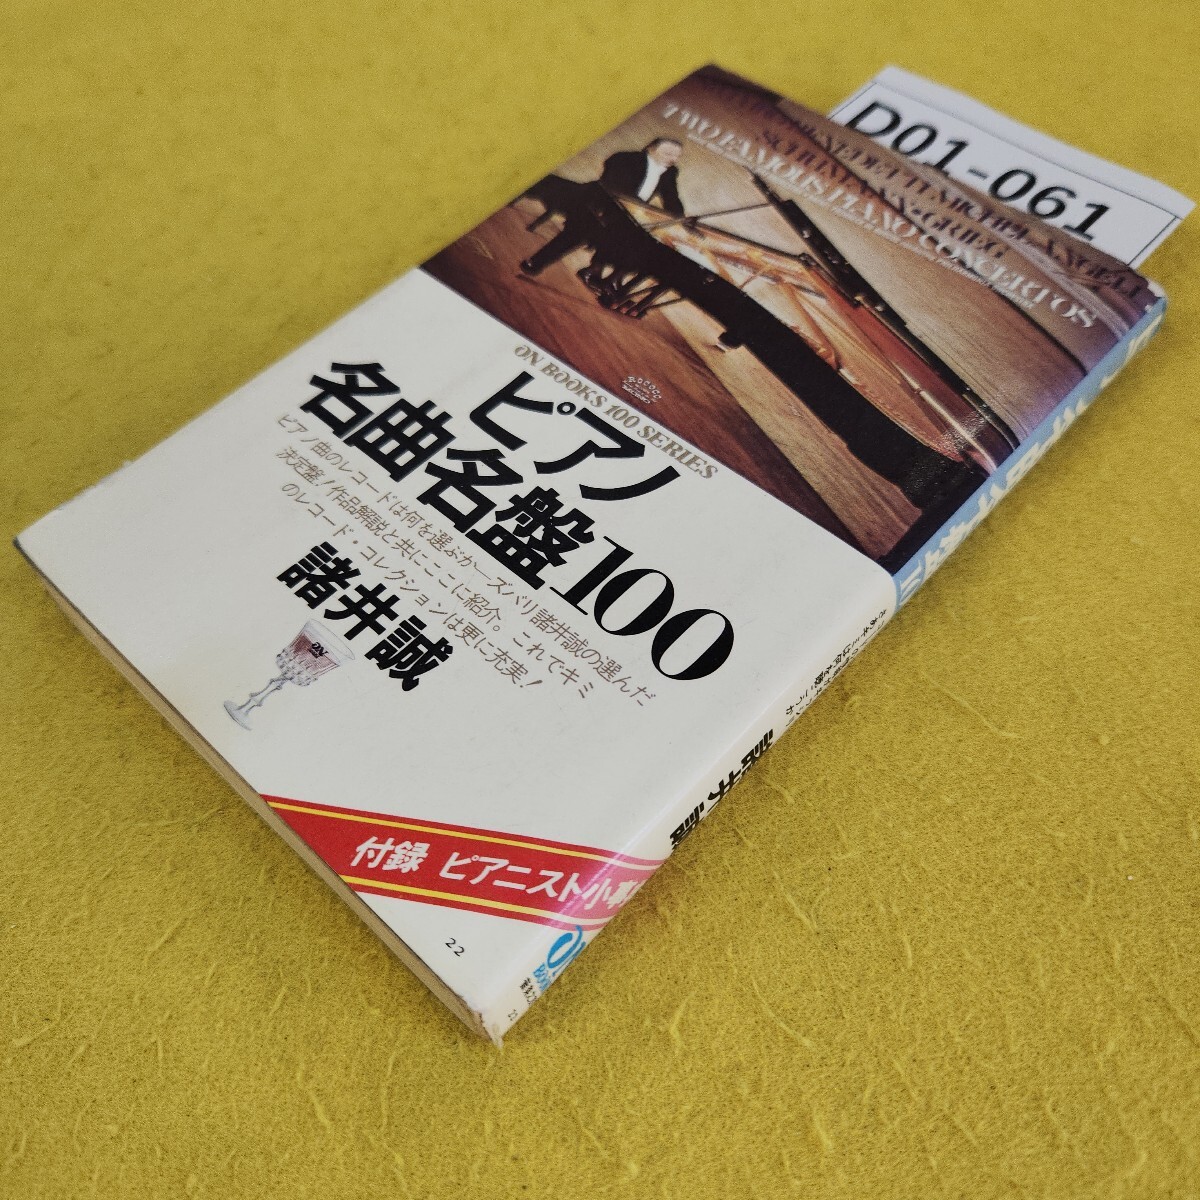 D01-061
BENEDETTI MICHELANGELI
SCHUMANN·GRIEG
TWO FAMOUS PIANO CONCERTOS
ON BOOKS 100 SERIES
ピアノ
名曲名盤100
ピアノ曲のレコードは何を選ぶか—ズバリ諸井誠の選んだ
決定盤!作品解説と共にここに紹介。これでキミ
のレコード・コレクションは更に充実!
諸井誠
付録 ピアニスト小事
22